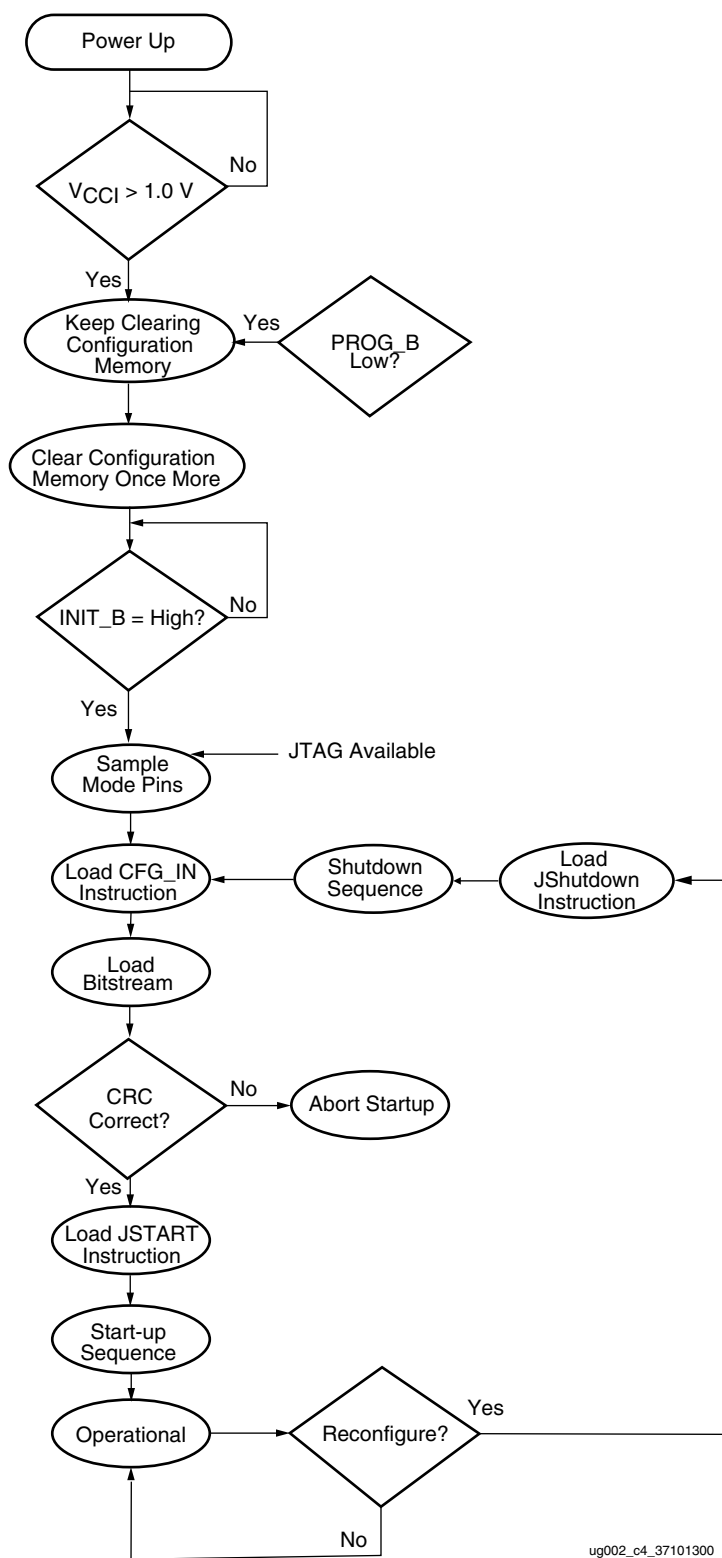 Power Up
No
VCCI > 1.0 V
Yes
Keep Clearing
Configuration
Memory
Yes
PROG_B
Low?
Clear Configuration
Memory Once More
INIT_B = High?
No
Yes
Sample
Mode Pins
JTAG Available
Load CFG_IN
Instruction
Shutdown
Sequence
Load
JShutdown
Instruction
Load
Bitstream
CRC
Correct?
No
Abort Startup
Yes
Load JSTART
Instruction
Start-up
Sequence
Operational
Reconfigure?
Yes
No
ug002_c4_37101300